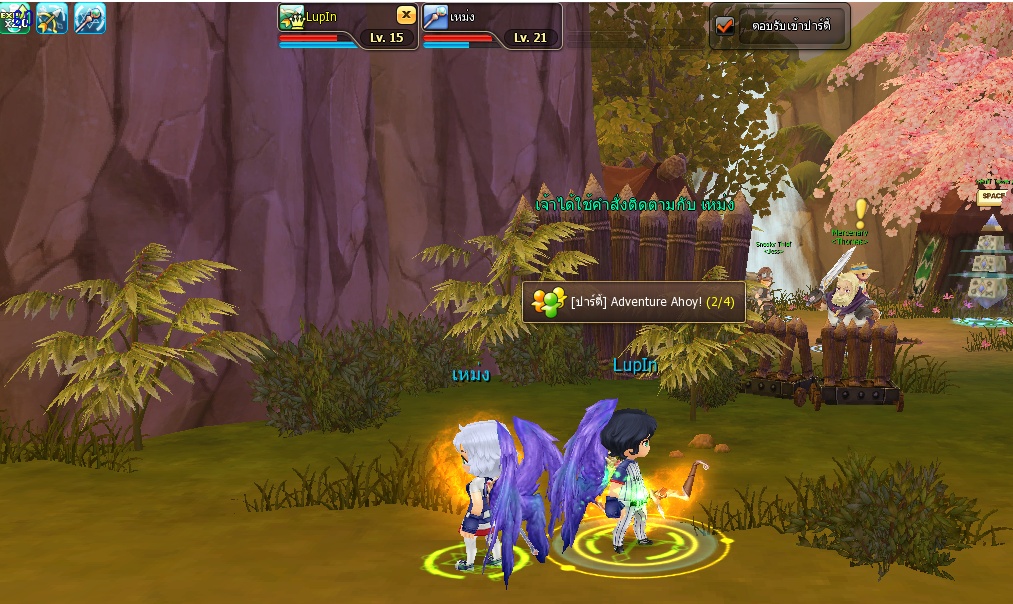 LupIn
Lv. 15
เหมง
Lv. 21
ตอบรับเข้าปาร์ตี้
เจ้าได้ใช้คำสั่งติดตามกับ เหมง
SPACE
Mercenary
<Thomas>
Sneaky Thief
<Jess>
[ปาร์ตี้] Adventure Ahoy! (2/4)
เหมง
LupIn